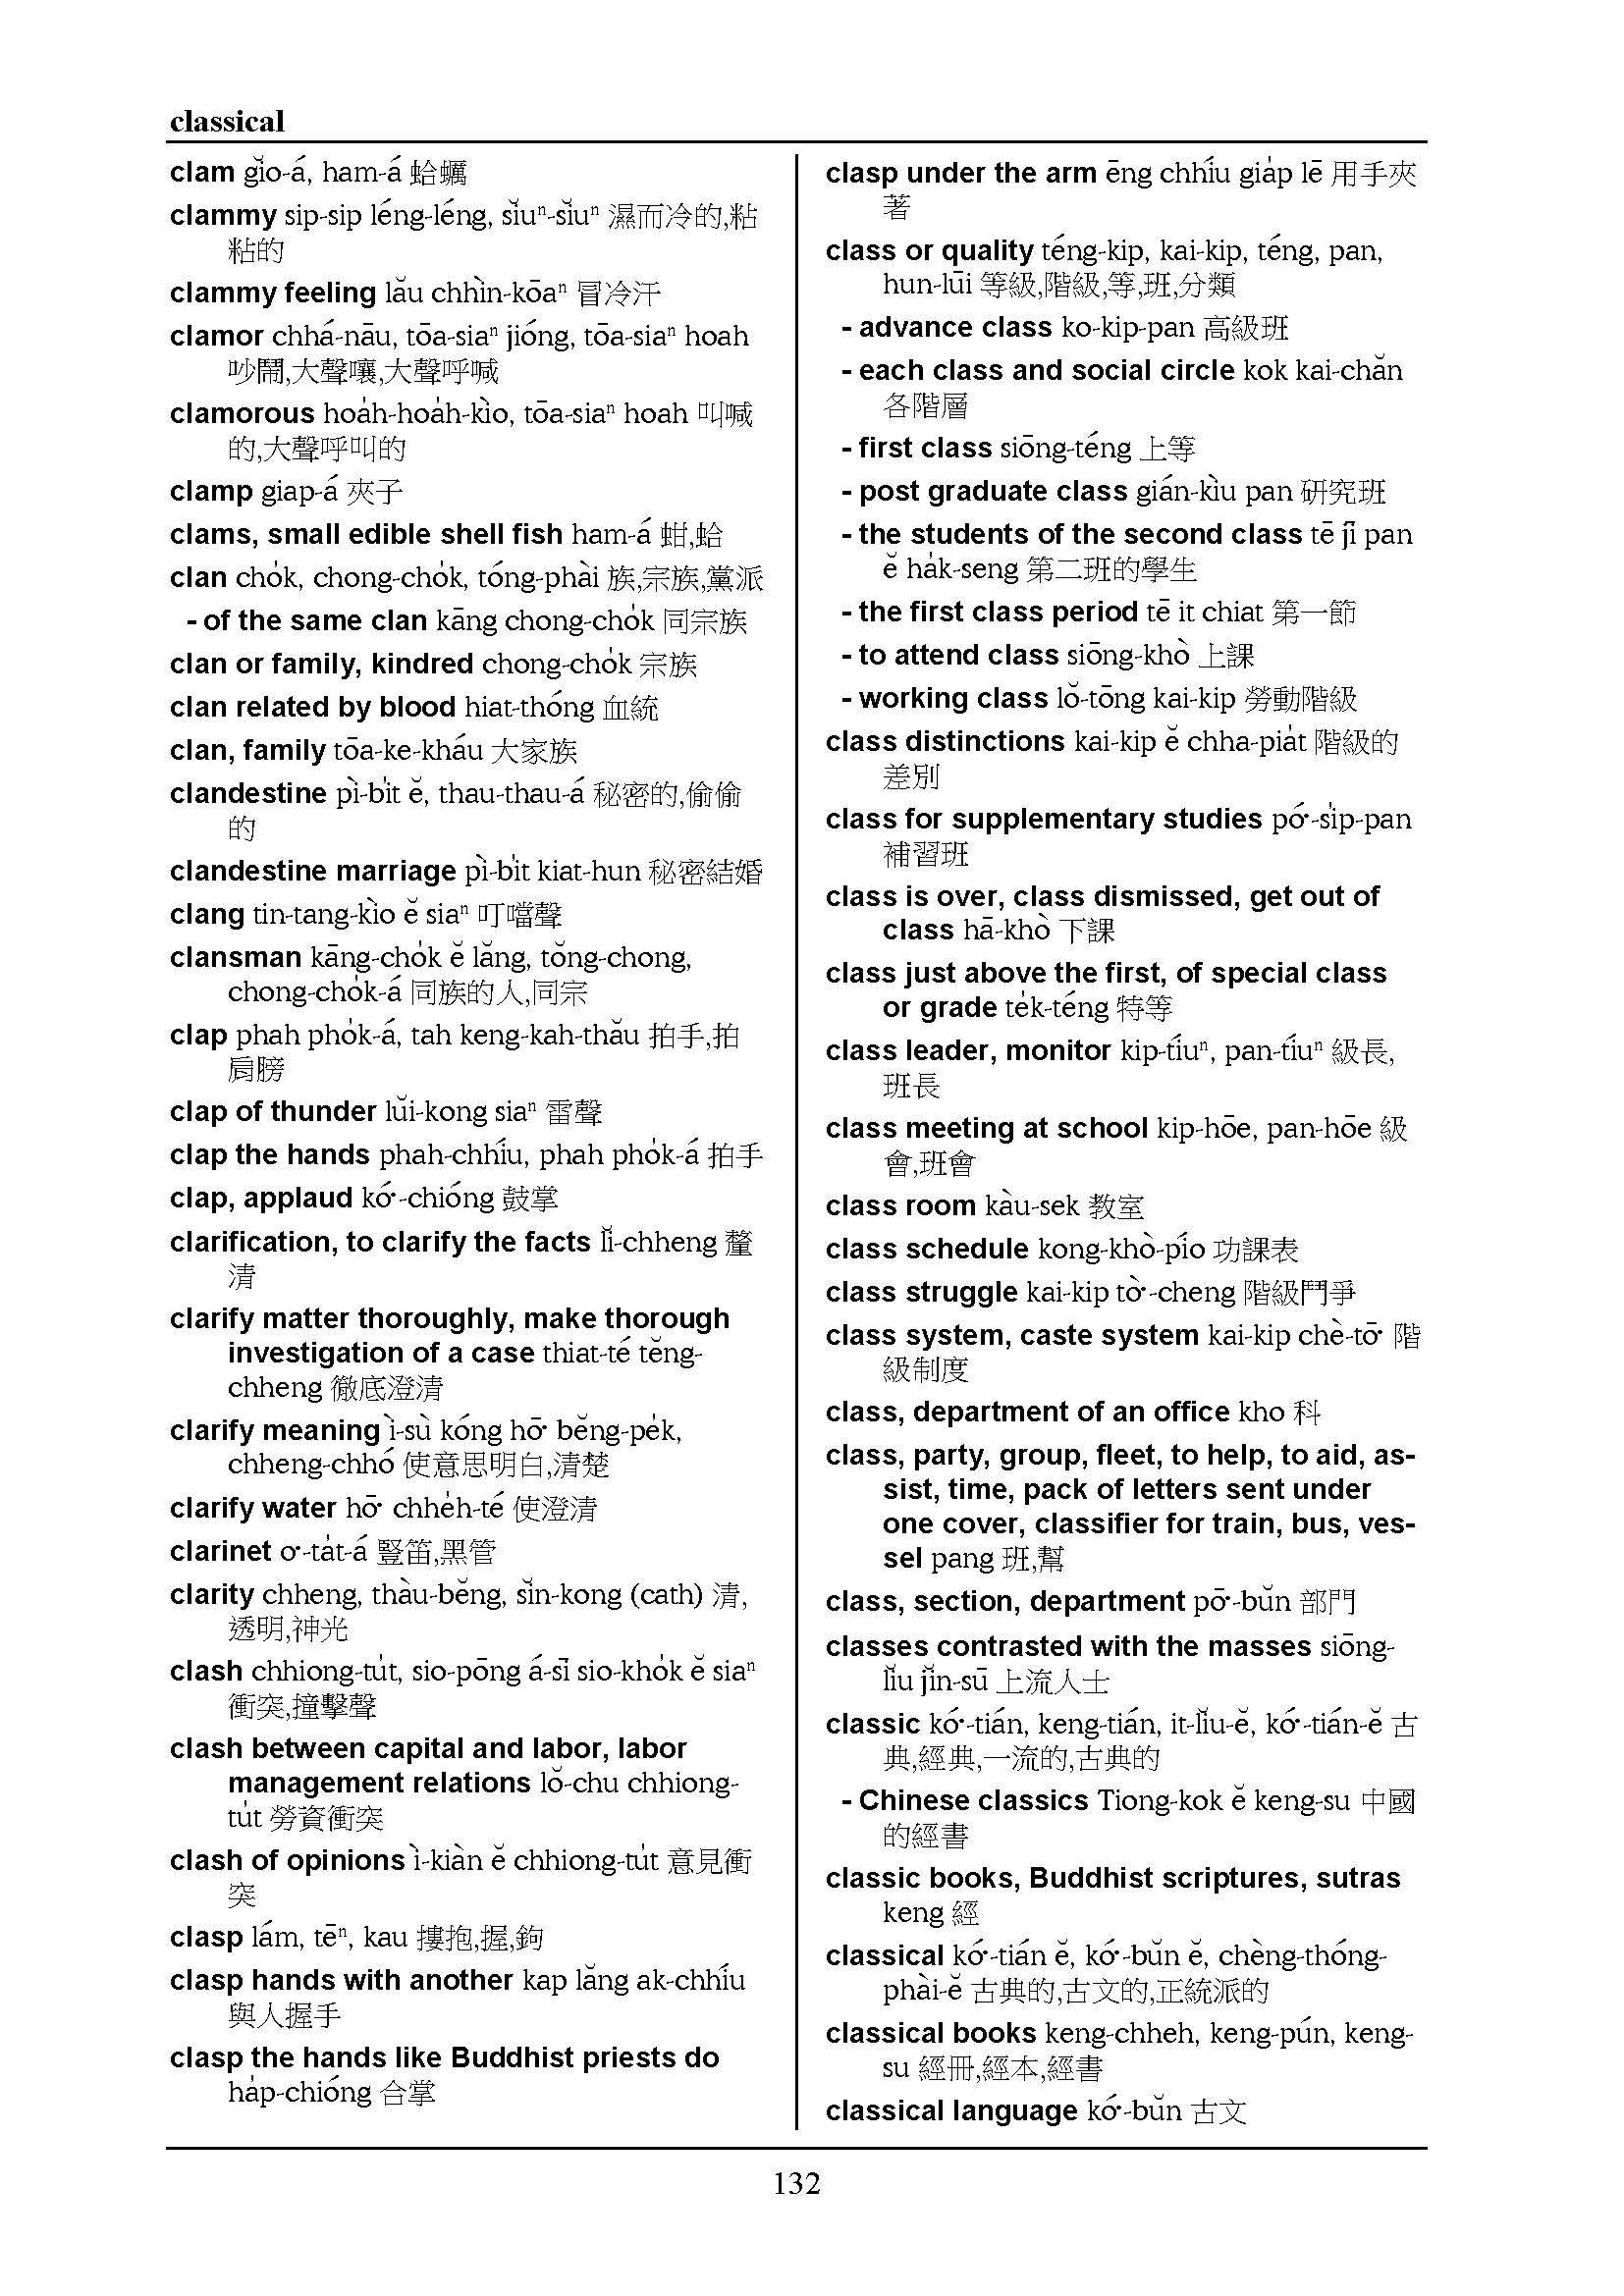 classical
clam gĭo-á, ham-á 蛤蠣
clammy sip-sip léng-léng, sĭuⁿ-sĭuⁿ 濕而冷的,粘
粘的
clammy feeling lău chhìn-kōaⁿ 冒冷汗
clamor chhá-nāu, tōa-siaⁿ jióng, tōa-siaⁿ hoah
吵鬧,大聲嚷,大聲呼喊
clamorous hoa̍h-hoa̍h-kìo, tōa-siaⁿ hoah 叫喊
的,大聲呼叫的
clamp giap-á 夾子
clams, small edible shell fish ham-á 蚶,蛤
clan cho̍k, chong-cho̍k, tóng-phài 族,宗族,黨派
- of the same clan kāng chong-cho̍k 同宗族
clan or family, kindred chong-cho̍k 宗族
clan related by blood hiat-thóng 血統
clan, family tōa-ke-kháu 大家族
clandestine pì-bi̍t ĕ, thau-thau-á 秘密的,偷偷
的
clandestine marriage pì-bi̍t kiat-hun 秘密結婚
clang tin-tang-kìo ĕ siaⁿ 叮噹聲
clansman kāng-cho̍k ĕ lăng, tŏng-chong,
chong-cho̍k-á 同族的人,同宗
clap phah pho̍k-á, tah keng-kah-thău 拍手,拍
肩膀
clap of thunder lŭi-kong siaⁿ 雷聲
clap the hands phah-chhíu, phah pho̍k-á 拍手
clap, applaud kó͘-chióng 鼓掌
clarification, to clarify the facts lĭ-chheng 釐
清
clarify matter thoroughly, make thorough
investigation of a case thiat-té tĕng-
chheng 徹底澄清
clarify meaning ì-sù kóng hō͘ bĕng-pe̍k,
chheng-chhó 使意思明白,清楚
clarify water hō͘ chhe̍h-té 使澄清
clarinet o͘-ta̍t-á 豎笛,黑管
clarity chheng, thàu-bĕng, sĭn-kong (cath) 清,
透明,神光
clash chhiong-tu̍t, sio-pōng á-sī sio-kho̍k ĕ siaⁿ
衝突,撞擊聲
clash between capital and labor, labor
management relations lŏ-chu chhiong-
tu̍t 勞資衝突
clash of opinions ì-kiàn ĕ chhiong-tu̍t 意見衝
突
clasp lám, tēⁿ, kau 摟抱,握,鉤
clasp hands with another kap lăng ak-chhíu
與人握手
clasp the hands like Buddhist priests do
ha̍p-chióng 合掌
clasp under the arm ēng chhíu gia̍p lē 用手夾
著
class or quality téng-kip, kai-kip, téng, pan,
hun-lūi 等級,階級,等,班,分類
- advance class ko-kip-pan 高級班
- each class and social circle kok kai-chăn
各階層
- first class siōng-téng 上等
- post graduate class gián-kìu pan 研究班
- the students of the second class tē jī pan
ĕ ha̍k-seng 第二班的學生
- the first class period tē it chiat 第一節
- to attend class siōng-khò 上課
- working class lŏ-tōng kai-kip 勞動階級
class distinctions kai-kip ĕ chha-pia̍t 階級的
差別
class for supplementary studies pó͘-si̍p-pan
補習班
class is over, class dismissed, get out of
class hā-khò 下課
class just above the first, of special class
or grade te̍k-téng 特等
class leader, monitor kip-tíuⁿ, pan-tíuⁿ 級長,
班長
class meeting at school kip-hōe, pan-hōe 級
會,班會
class room kàu-sek 教室
class schedule kong-khò-pío 功課表
class struggle kai-kip tò͘-cheng 階級鬥爭
class system, caste system kai-kip chè-tō͘ 階
級制度
class, department of an office kho 科
class, party, group, fleet, to help, to aid, as-
sist, time, pack of letters sent under
one cover, classifier for train, bus, ves-
sel pang 班,幫
class, section, department pō͘-bŭn 部門
classes contrasted with the masses siōng-
lĭu jĭn-sū 上流人士
classic kó͘-tián, keng-tián, it-lĭu-ĕ, kó͘-tián-ĕ 古
典,經典,一流的,古典的
- Chinese classics Tiong-kok ĕ keng-su 中國
的經書
classic books, Buddhist scriptures, sutras
keng 經
classical kó͘-tián ĕ, kó͘-bŭn ĕ, chèng-thóng-
phài-ĕ 古典的,古文的,正統派的
classical books keng-chheh, keng-pún, keng-
su 經冊,經本,經書
classical language kó͘-bŭn 古文
132